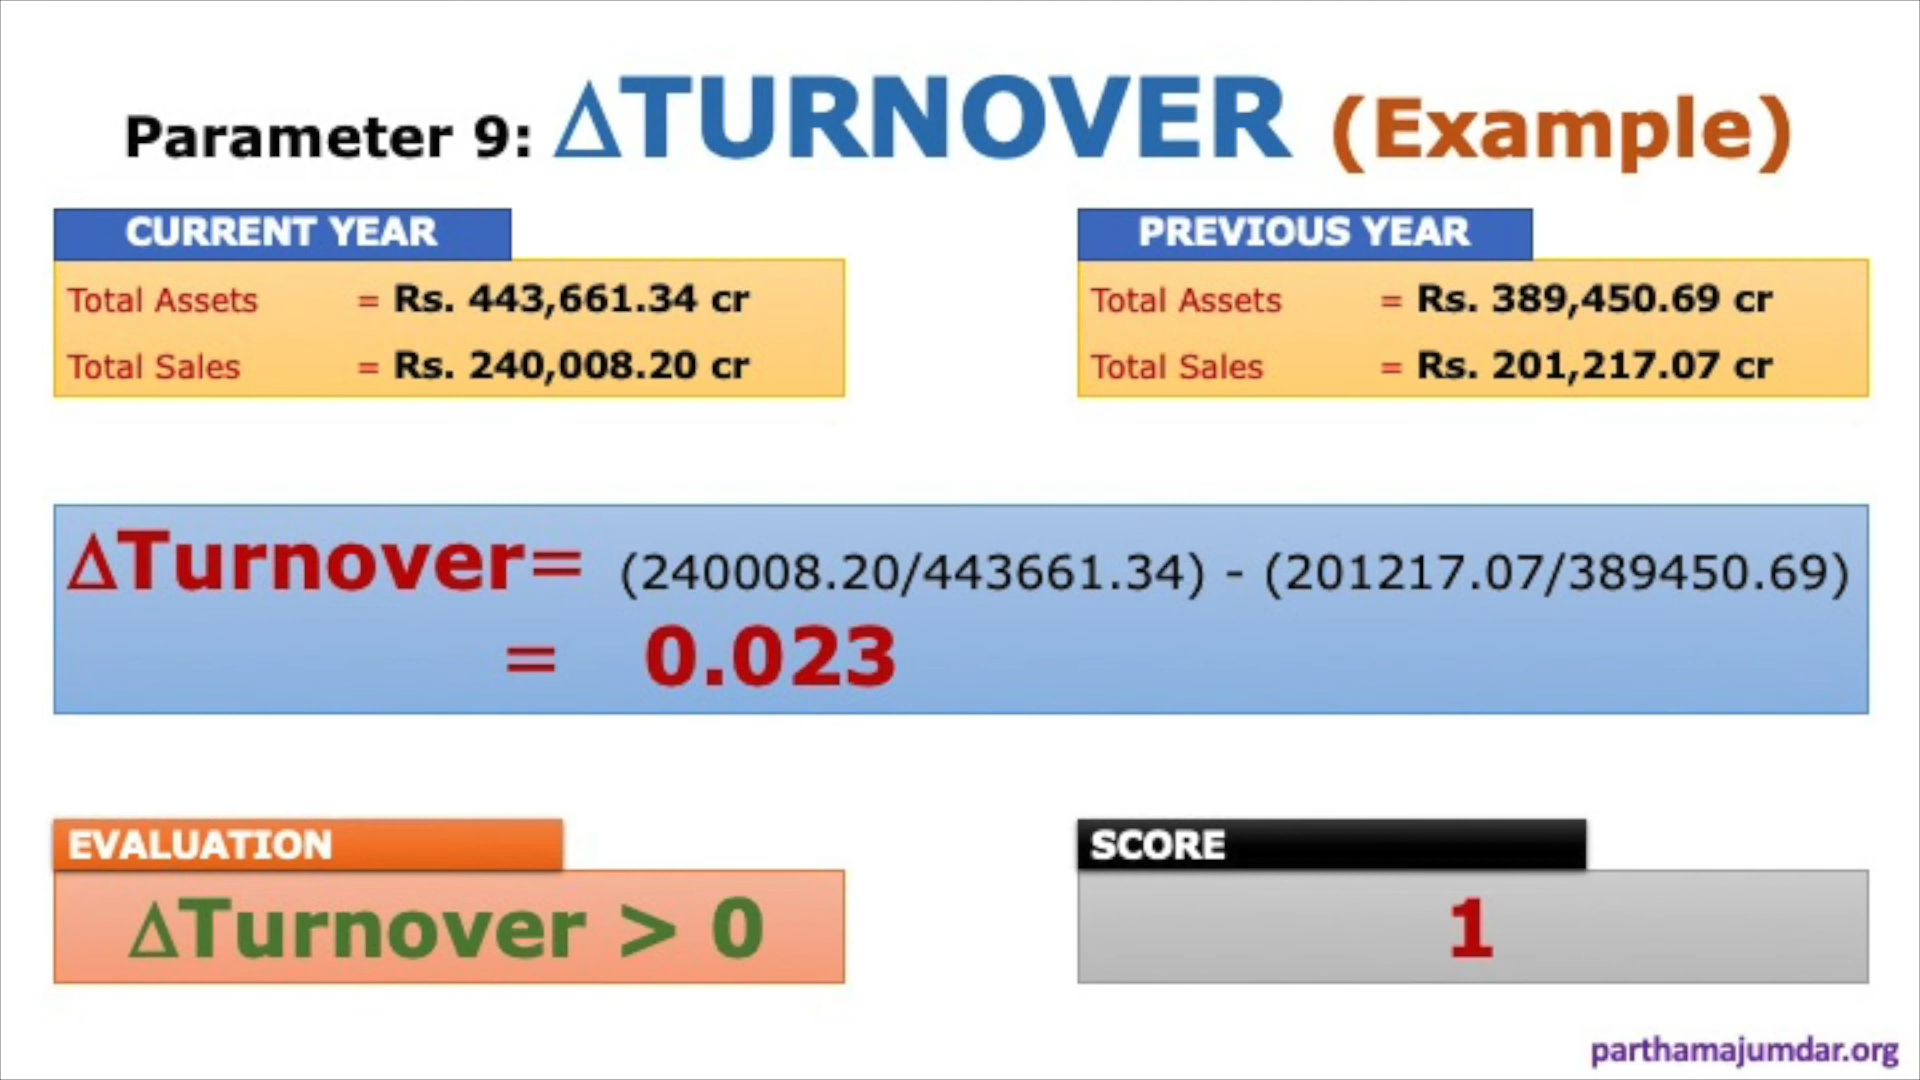 Parameter 9: ΔTURNOVER (Example)
CURRENT YEAR
Total Assets = Rs. 443,661.34 cr
Total Sales = Rs. 240,008.20 cr
PREVIOUS YEAR
Total Assets = Rs. 389,450.69 cr
Total Sales = Rs. 201,217.07 cr
ΔTurnover= (240008.20/443661.34) - (201217.07/389450.69)
= 0.023
EVALUATION
ΔTurnover > 0
SCORE
1
parthamajumdar.org